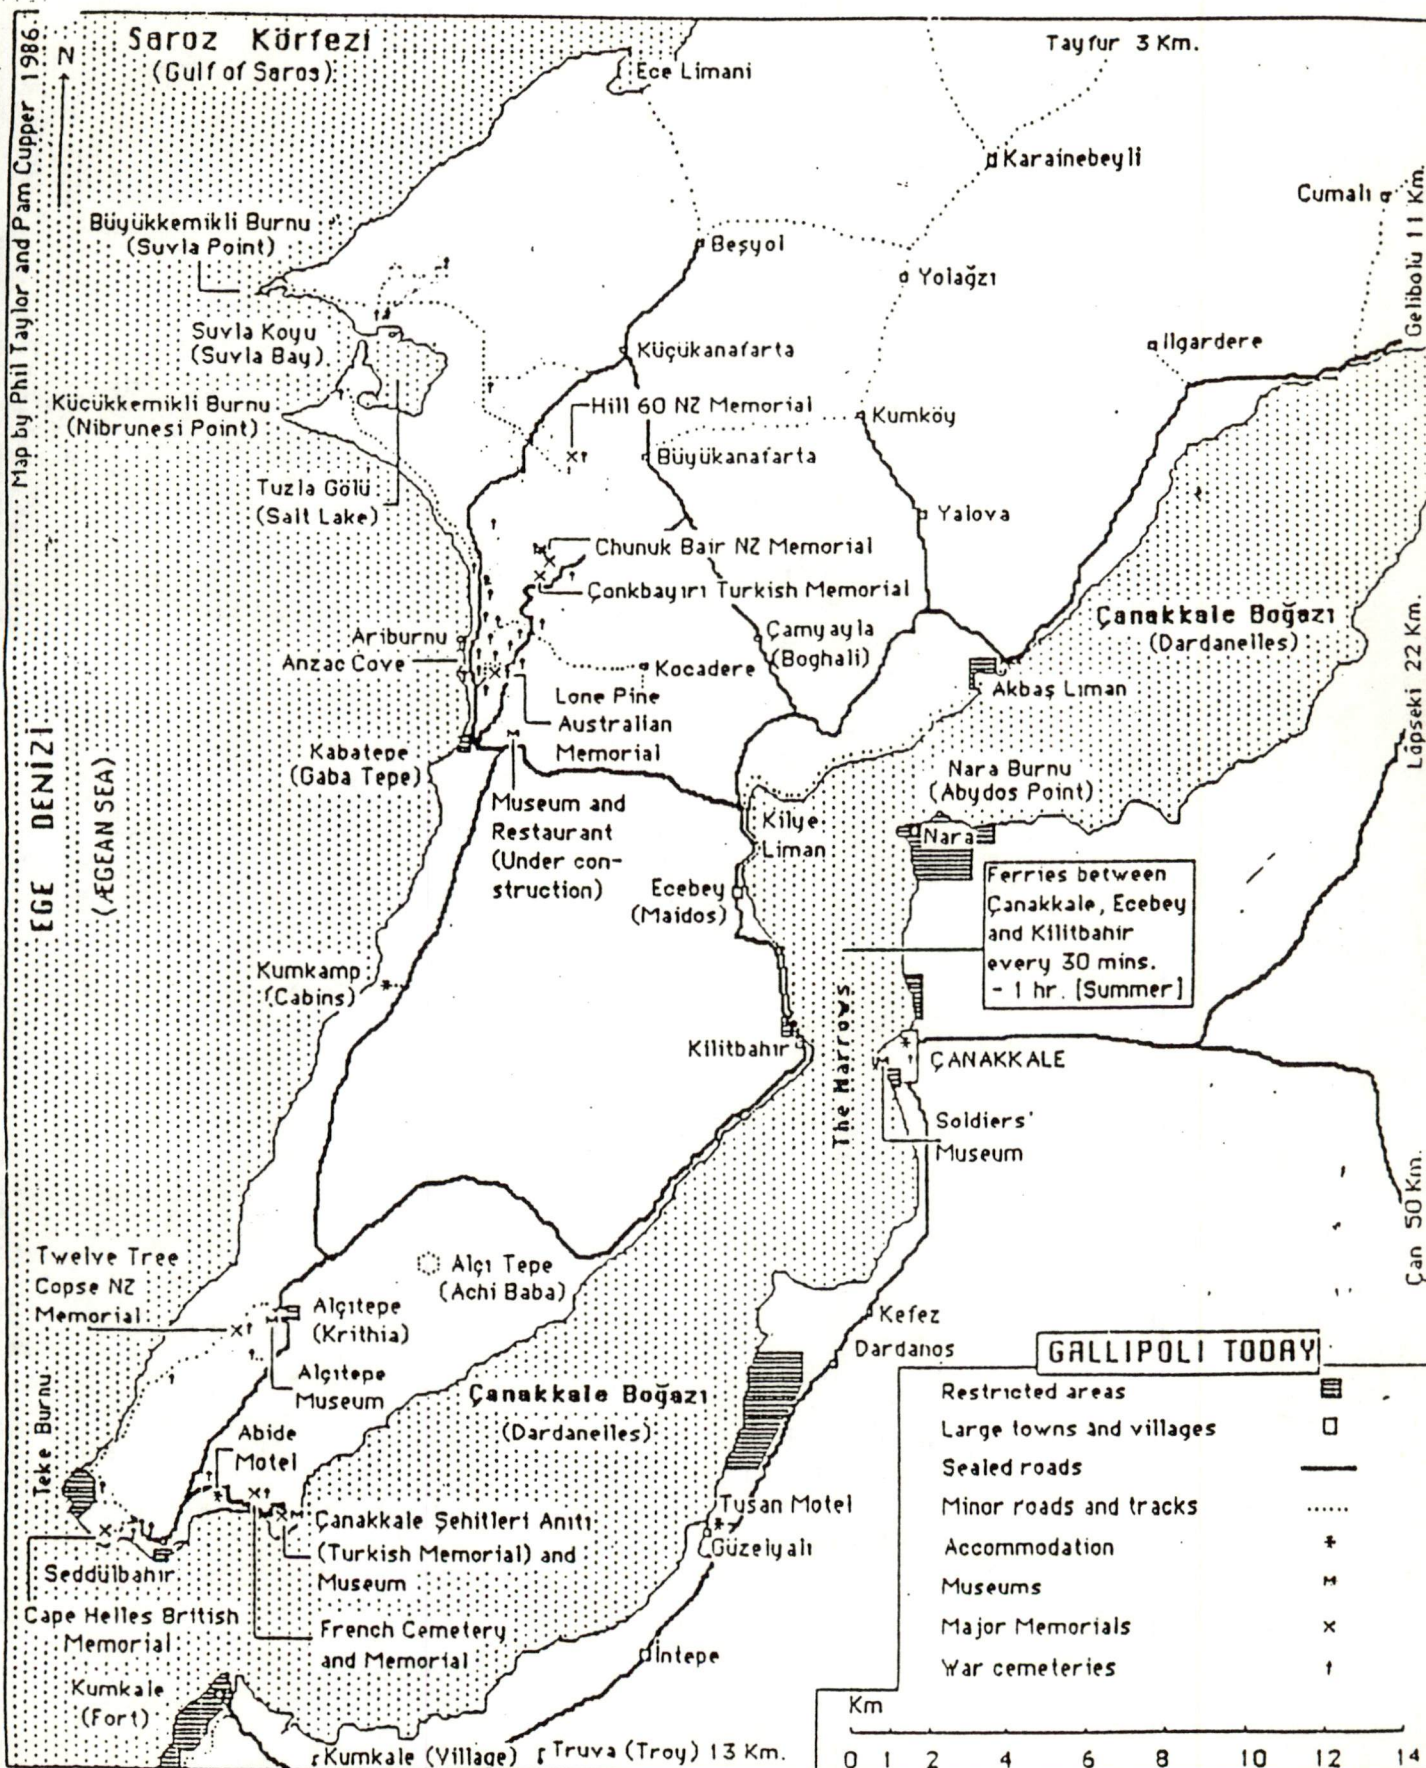 Map by Phil Taylor and Pam Cupper 1986.
N
Saroz Körfezi
(Gulf of Saros)
Ece Limani
Tayfur 3 Km.
Karainebeyli
Cumalı
Gelibolu 11 Km.
Büyükkemikli Burnu
(Suvla Point)
Beşyol
Yolağzı
Suvla Koyu
(Suvla Bay)
Küçükanafarta
Ilgardere
Kücükkemikli Burnu
(Nibrunesi Point)
Hill 60 NZ Memorial
Kumköy
Büyükanafarta
Tuzla Gölü
(Salt Lake)
Yalova
Chunuk Bair NZ Memorial
Çonkbayırı Turkish Memorial
Çanakkale Boğazı
(Dardanelles)
Ariburnu
Anzac Cove
Çamyayla
(Boghali)
Kocadere
Lâpseki 22 Km.
Akbaş Lıman
Lone Pine
Australian
Memorial
Kabatepe
(Gaba Tepe)
EGE DENİZİ
(ÆGEAN SEA)
Nara Burnu
(Abydos Point)
Museum and
Restaurant
(Under con-
struction)
Kilye
Liman
Nara
Ecebey
(Maidos)
Ferries between
Çanakkale, Ecebey
and Kilitbahir
every 30 mins.
- 1 hr. [Summer]
Kumkamp
(Cabins)
The Narrows
Kilitbahır
ÇANAKKALE
Soldiers'
Museum
Çan 50 Km.
Twelve Tree
Copse NZ
Memorial
Alçı Tepe
(Achi Baba)
Alçıtepe
(Krithia)
Kefez
Dardanos
Alçıtepe
Museum
Teke Burnu
Çanakkale Boğazı
(Dardanelles)
Abide
Motel
Çanakkale Şehitleri Anıtı
(Turkish Memorial) and
Museum
Tusan Motel
Güzelyalı
Seddülbahır
Cape Helles British
Memorial
French Cemetery
and Memorial
İntepe
Kumkale
(Fort)
Kumkale (Village)
Truva (Troy) 13 Km.
GALLIPOLI TODAY
Restricted areas
Large towns and villages
Sealed roads
Minor roads and tracks
Accommodation
Museums
Major Memorials
War cemeteries
Km
0 1 2 4 6 8 10 12 14